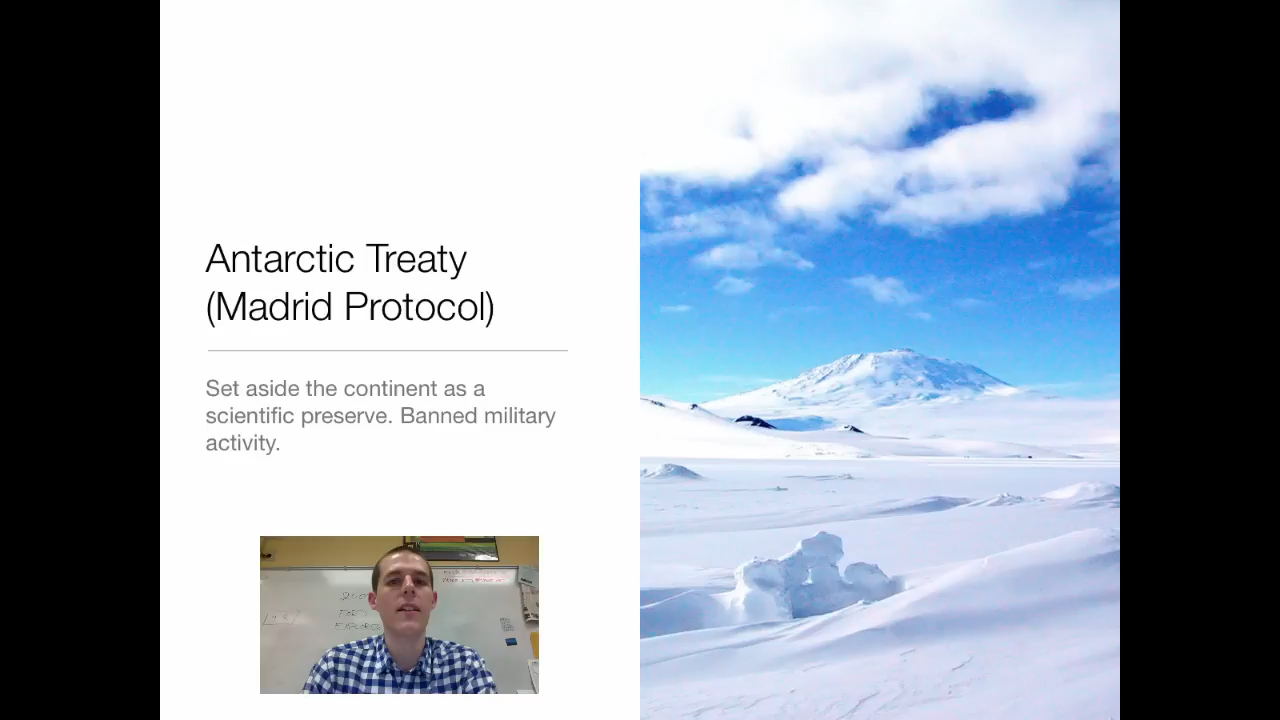 Antarctic Treaty
(Madrid Protocol)
Set aside the continent as a
scientific preserve. Banned military
activity.